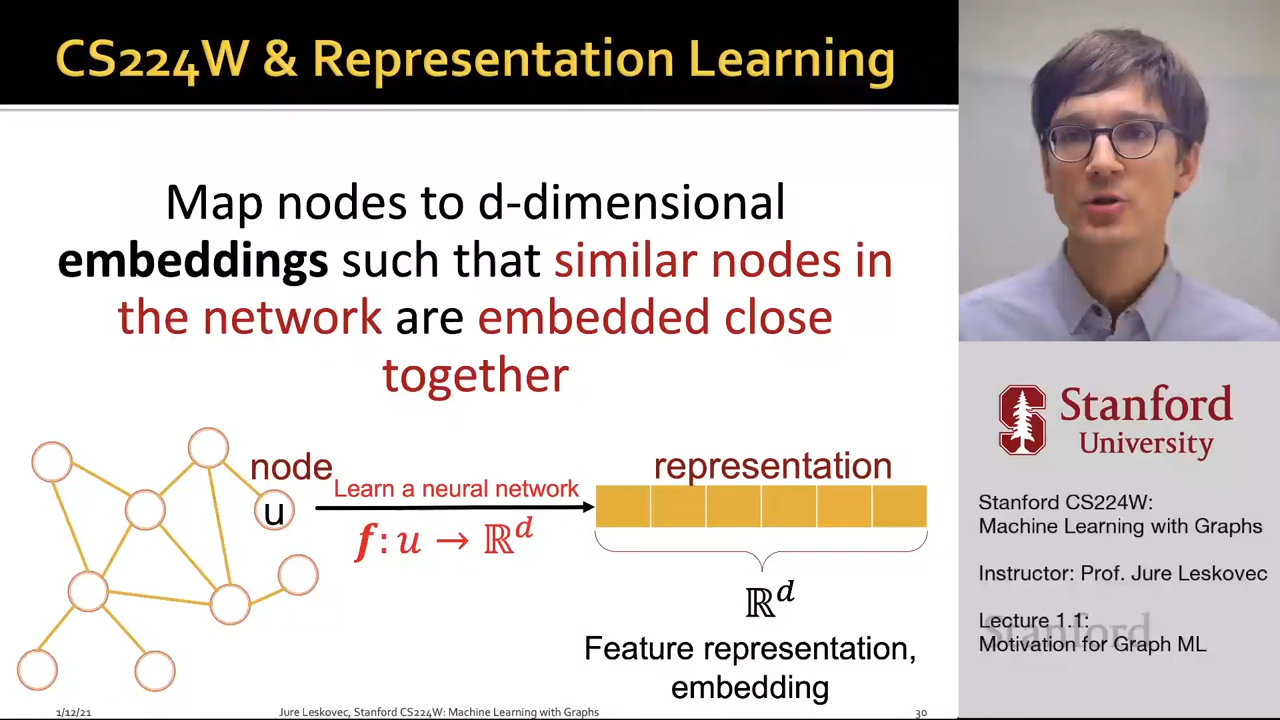 CS224W & Representation Learning
Map nodes to d-dimensional
embeddings such that similar nodes in
the network are embedded close
together
node
u
Learn a neural network
f: u → ℝᵈ
representation
ℝᵈ
Feature representation,
embedding
1/12/21
Jure Leskovec, Stanford CS224W: Machine Learning with Graphs
30
Stanford
University
Stanford CS224W:
Machine Learning with Graphs
Instructor: Prof. Jure Leskovec
Lecture 1.1:
Motivation for Graph ML
Stanford